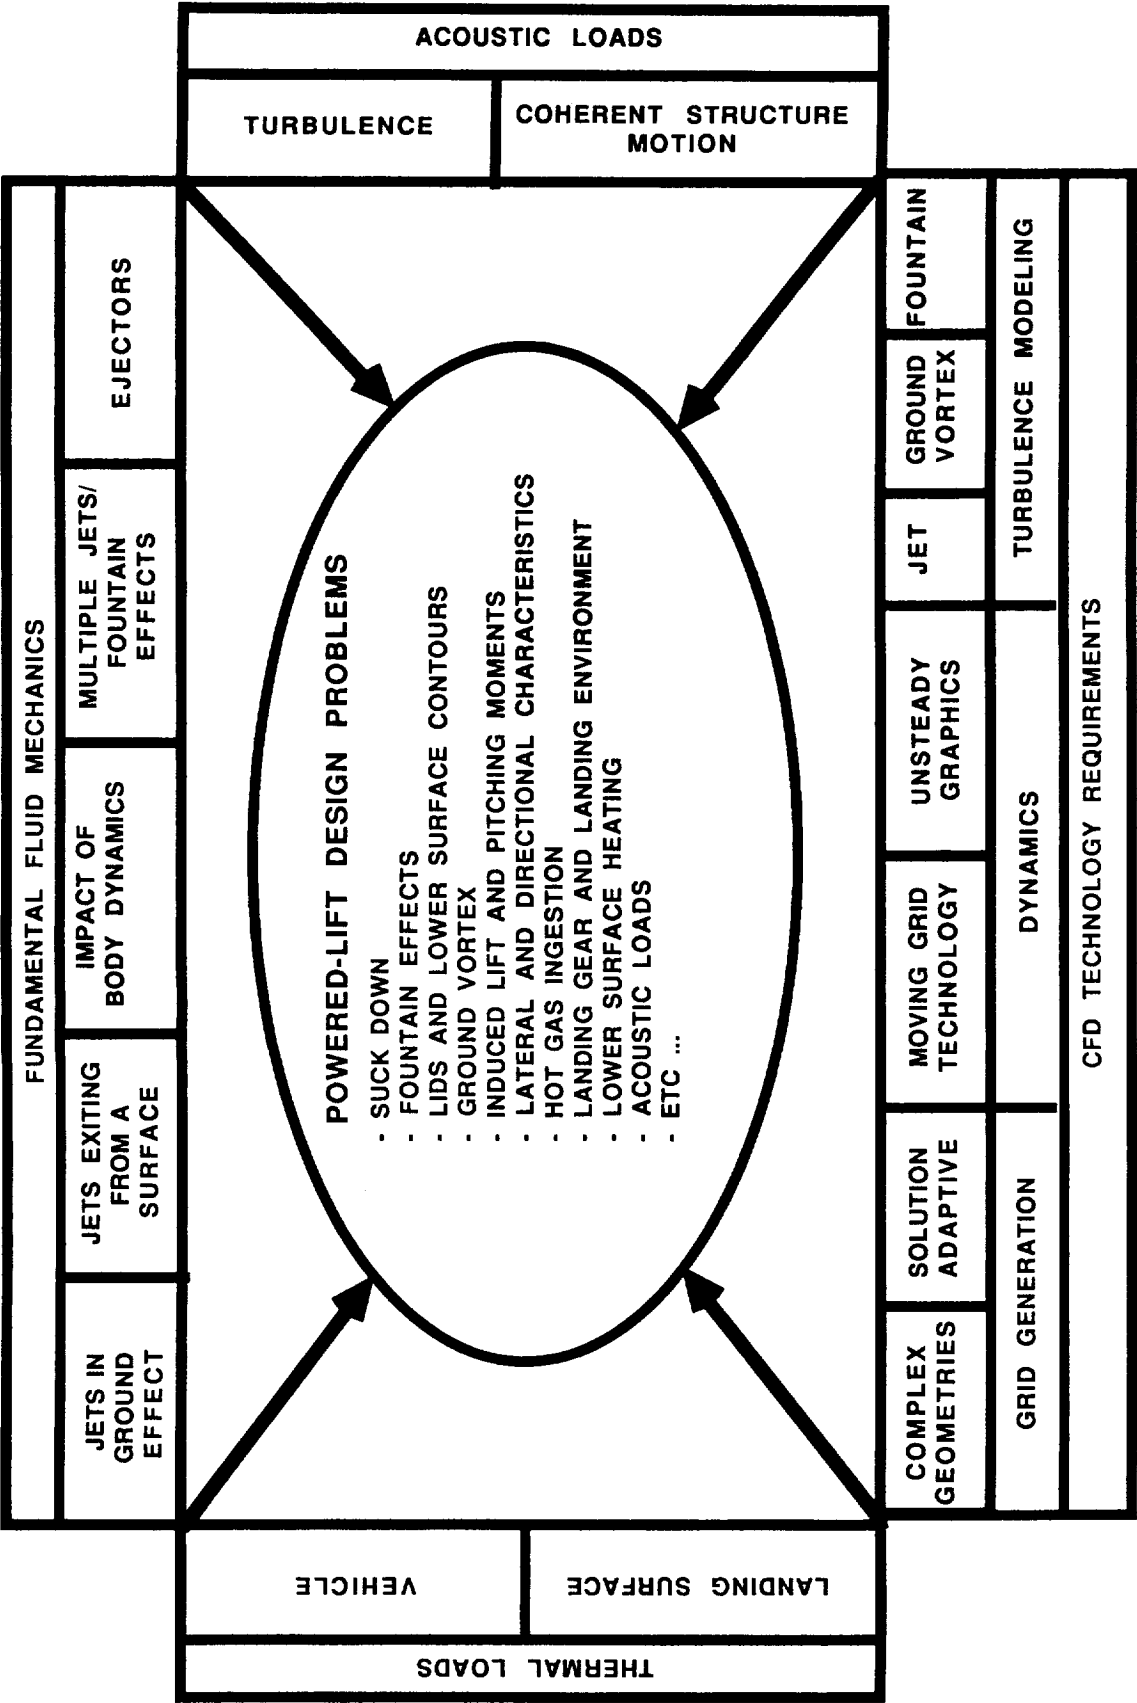 FUNDAMENTAL FLUID MECHANICS
JETS IN
GROUND
EFFECT
JETS EXITING
FROM A
SURFACE
IMPACT OF
BODY DYNAMICS
MULTIPLE JETS/
FOUNTAIN
EFFECTS
EJECTORS
THERMAL LOADS
VEHICLE
LANDING SURFACE
POWERED-LIFT DESIGN PROBLEMS
- SUCK DOWN
- FOUNTAIN EFFECTS
- LIDS AND LOWER SURFACE CONTOURS
- GROUND VORTEX
- INDUCED LIFT AND PITCHING MOMENTS
- LATERAL AND DIRECTIONAL CHARACTERISTICS
- HOT GAS INGESTION
- LANDING GEAR AND LANDING ENVIRONMENT
- LOWER SURFACE HEATING
- ACOUSTIC LOADS
- ETC ...
ACOUSTIC LOADS
TURBULENCE
COHERENT STRUCTURE
MOTION
COMPLEX
GEOMETRIES
SOLUTION
ADAPTIVE
MOVING GRID
TECHNOLOGY
UNSTEADY
GRAPHICS
JET
GROUND
VORTEX
FOUNTAIN
GRID GENERATION
DYNAMICS
TURBULENCE MODELING
CFD TECHNOLOGY REQUIREMENTS